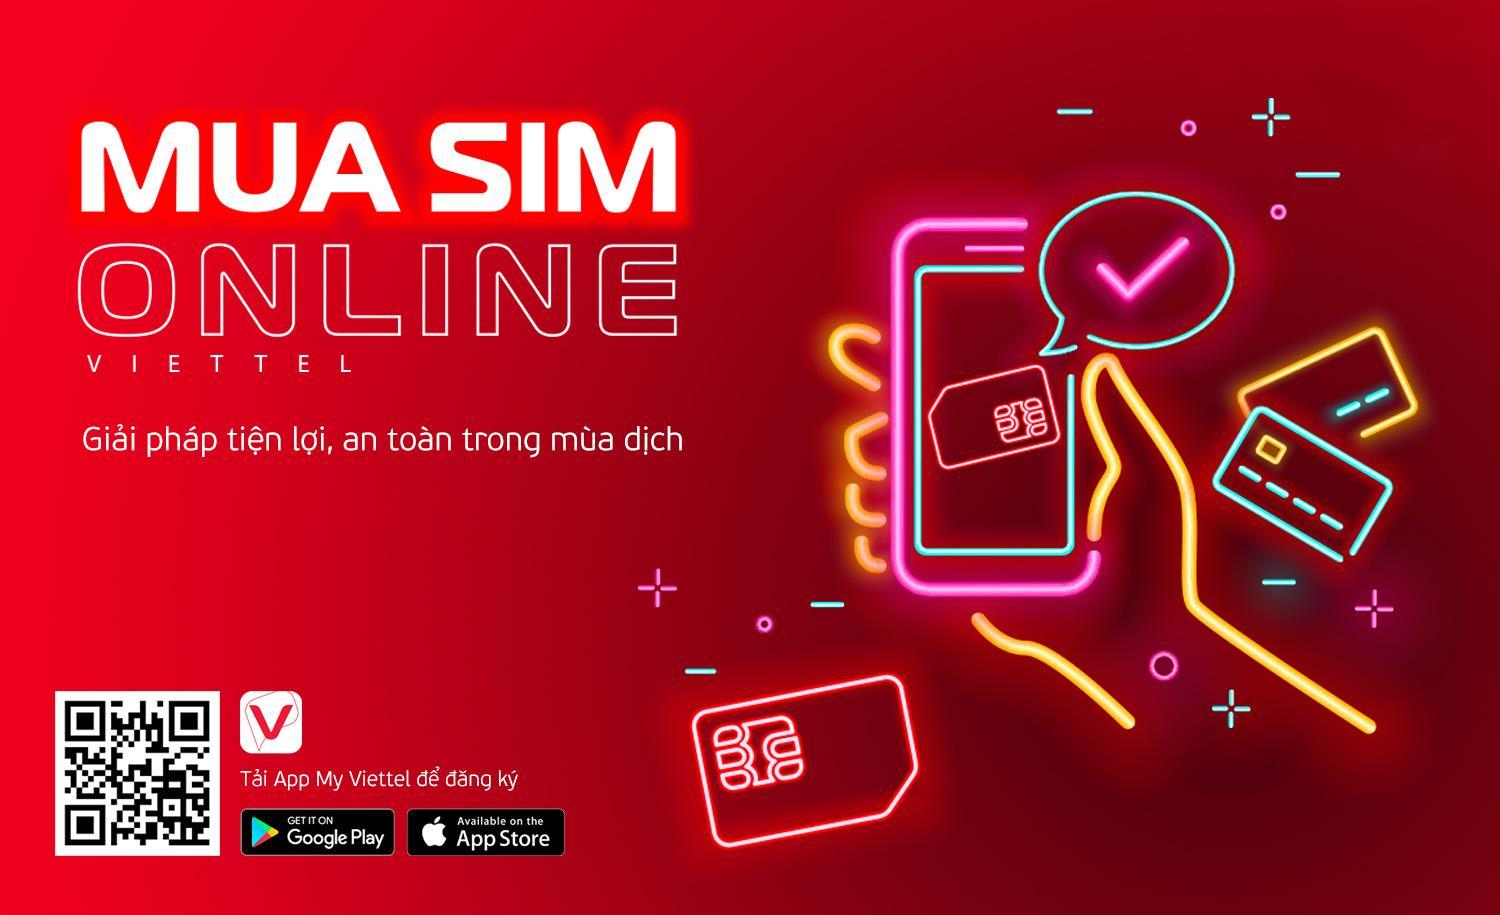 MUA SIM
ONLINE
VIETTEL
Giải pháp tiện lợi, an toàn trong mùa dịch
Tải App My Viettel để đăng ký
GET IT ON
Google Play
Available on the
App Store